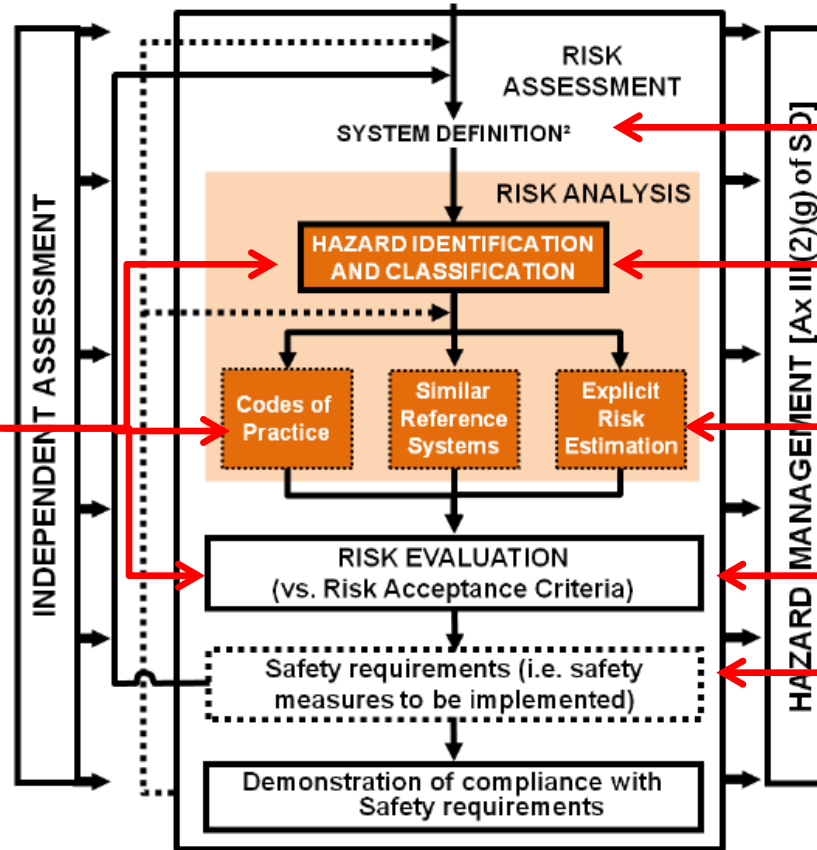 RISK
ASSESSMENT
SYSTEM DEFINITION²
RISK ANALYSIS
HAZARD IDENTIFICATION
AND CLASSIFICATION
Codes of
Practice
Similar
Reference
Systems
Explicit
Risk
Estimation
RISK EVALUATION
(vs. Risk Acceptance Criteria)
Safety requirements (i.e. safety
measures to be implemented)
Demonstration of compliance with
Safety requirements
INDEPENDENT ASSESSMENT
HAZARD MANAGEMENT [Ax III(2)(g) of SD]